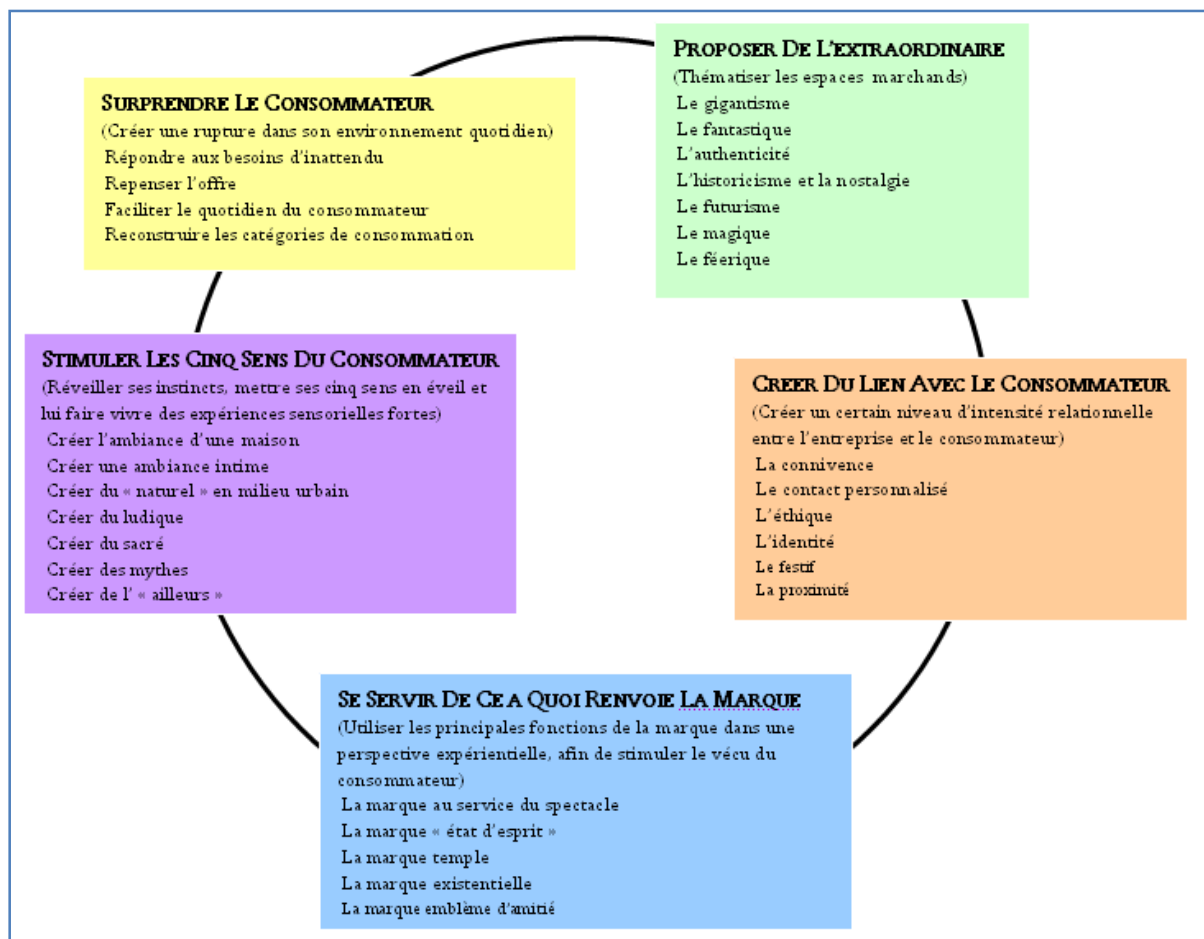 SURPRENDRE LE CONSOMMATEUR
(Créer une rupture dans son environnement quotidien)
Répondre aux besoins d'inattendu
Repenser l'offre
Faciliter le quotidien du consommateur
Reconstruire les catégories de consommation
PROPOSER DE L'EXTRAORDINAIRE
(Thématiser les espaces marchands)
Le gigantisme
Le fantastique
L'authenticité
L'historicisme et la nostalgie
Le futurisme
Le magique
Le féerique
STIMULER LES CINQ SENS DU CONSOMMATEUR
(Réveiller ses instincts, mettre ses cinq sens en éveil et
lui faire vivre des expériences sensorielles fortes)
Créer l'ambiance d'une maison
Créer une ambiance intime
Créer du « naturel » en milieu urbain
Créer du ludique
Créer du sacré
Créer des mythes
Créer de l' « ailleurs »
CREER DU LIEN AVEC LE CONSOMMATEUR
(Créer un certain niveau d'intensité relationnelle
entre l'entreprise et le consommateur)
La connivence
Le contact personnalisé
L'éthique
L'identité
Le festif
La proximité
SE SERVIR DE CE A QUOI RENVOIE LA MARQUE
(Utiliser les principales fonctions de la marque dans une
perspective expérientielle, afin de stimuler le vécu du
consommateur)
La marque au service du spectacle
La marque « état d'esprit »
La marque temple
La marque existentielle
La marque emblème d'amitié